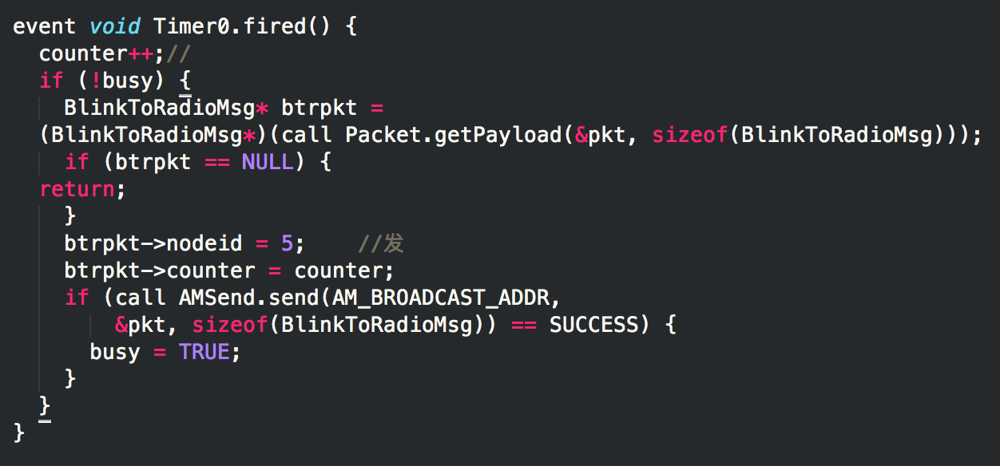 event void Timer0.fired() {
counter++;//
if (!busy) {
BlinkToRadioMsg* btrpkt =
(BlinkToRadioMsg*)(call Packet.getPayload(&pkt, sizeof(BlinkToRadioMsg)));
if (btrpkt == NULL) {
return;
}
btrpkt->nodeid = 5; //发
btrpkt->counter = counter;
if (call AMSend.send(AM_BROADCAST_ADDR,
&pkt, sizeof(BlinkToRadioMsg)) == SUCCESS) {
busy = TRUE;
}
}
}